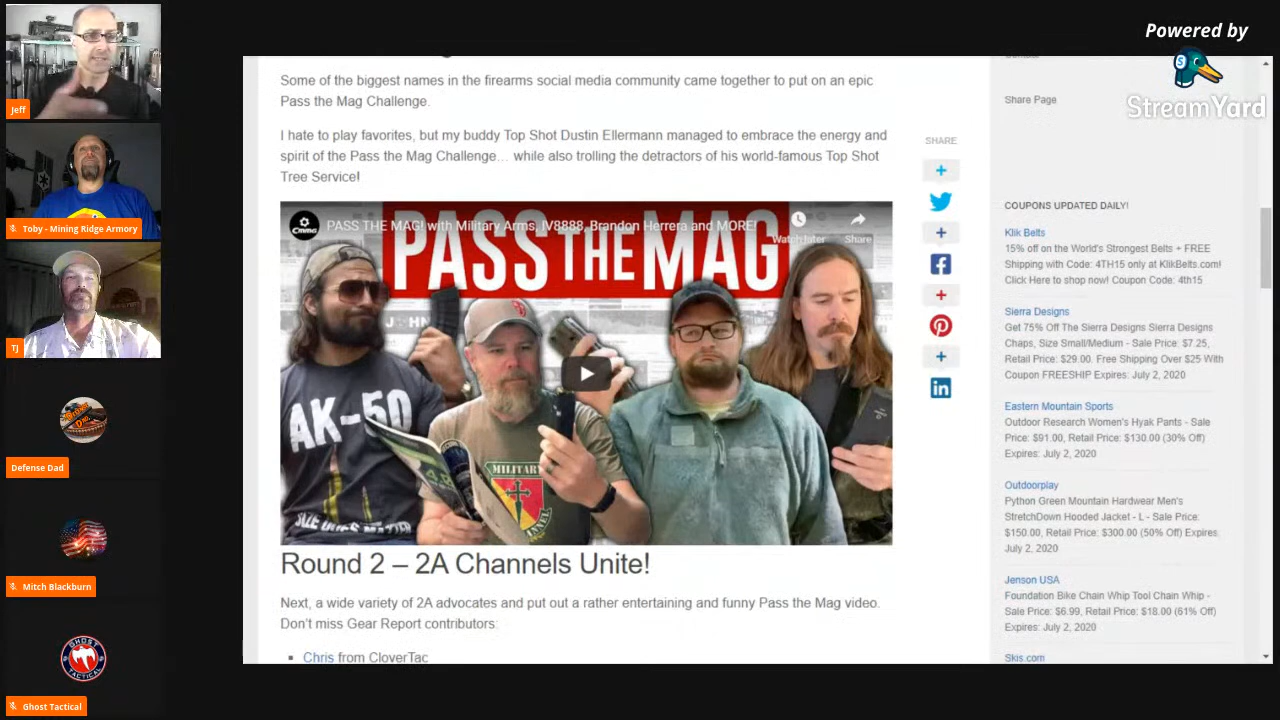 Powered by
StreamYard
Jeff
Toby - Mining Ridge Armory
Tj
Defense Dad
Mitch Blackburn
GHOST
TACTICAL
Ghost Tactical
Some of the biggest names in the firearms social media community came together to put on an epic
Pass the Mag Challenge.
I hate to play favorites, but my buddy Top Shot Dustin Ellermann managed to embrace the energy and
spirit of the Pass the Mag Challenge… while also trolling the detractors of his world-famous Top Shot
Tree Service!
cmmg
PASS THE MAG! with Military Arms, IV8888, Brandon Herrera and MORE!
Watch later
Share
PASS THE MAG
AK-50
SIZE DOES MATTER
MILITARY
Round 2 – 2A Channels Unite!
Next, a wide variety of 2A advocates and put out a rather entertaining and funny Pass the Mag video.
Don't miss Gear Report contributors:
▪ Chris from CloverTac
SHARE
Share Page
COUPONS UPDATED DAILY!
Klik Belts
15% off on the World's Strongest Belts + FREE
Shipping with Code: 4TH15 only at KlikBelts.com!
Click Here to shop now! Coupon Code: 4th15
Sierra Designs
Get 75% Off The Sierra Designs Sierra Designs
Chaps, Size Small/Medium - Sale Price: $7.25,
Retail Price: $29.00. Free Shipping Over $25 With
Coupon FREESHIP Expires: July 2, 2020
Eastern Mountain Sports
Outdoor Research Women's Hyak Pants - Sale
Price: $91.00, Retail Price: $130.00 (30% Off)
Expires: July 2, 2020
Outdoorplay
Python Green Mountain Hardwear Men's
StretchDown Hooded Jacket - L - Sale Price:
$150.00, Retail Price: $300.00 (50% Off) Expires:
July 2, 2020
Jenson USA
Foundation Bike Chain Whip Tool Chain Whip -
Sale Price: $6.99, Retail Price: $18.00 (61% Off)
Expires: July 2, 2020
Skis.com